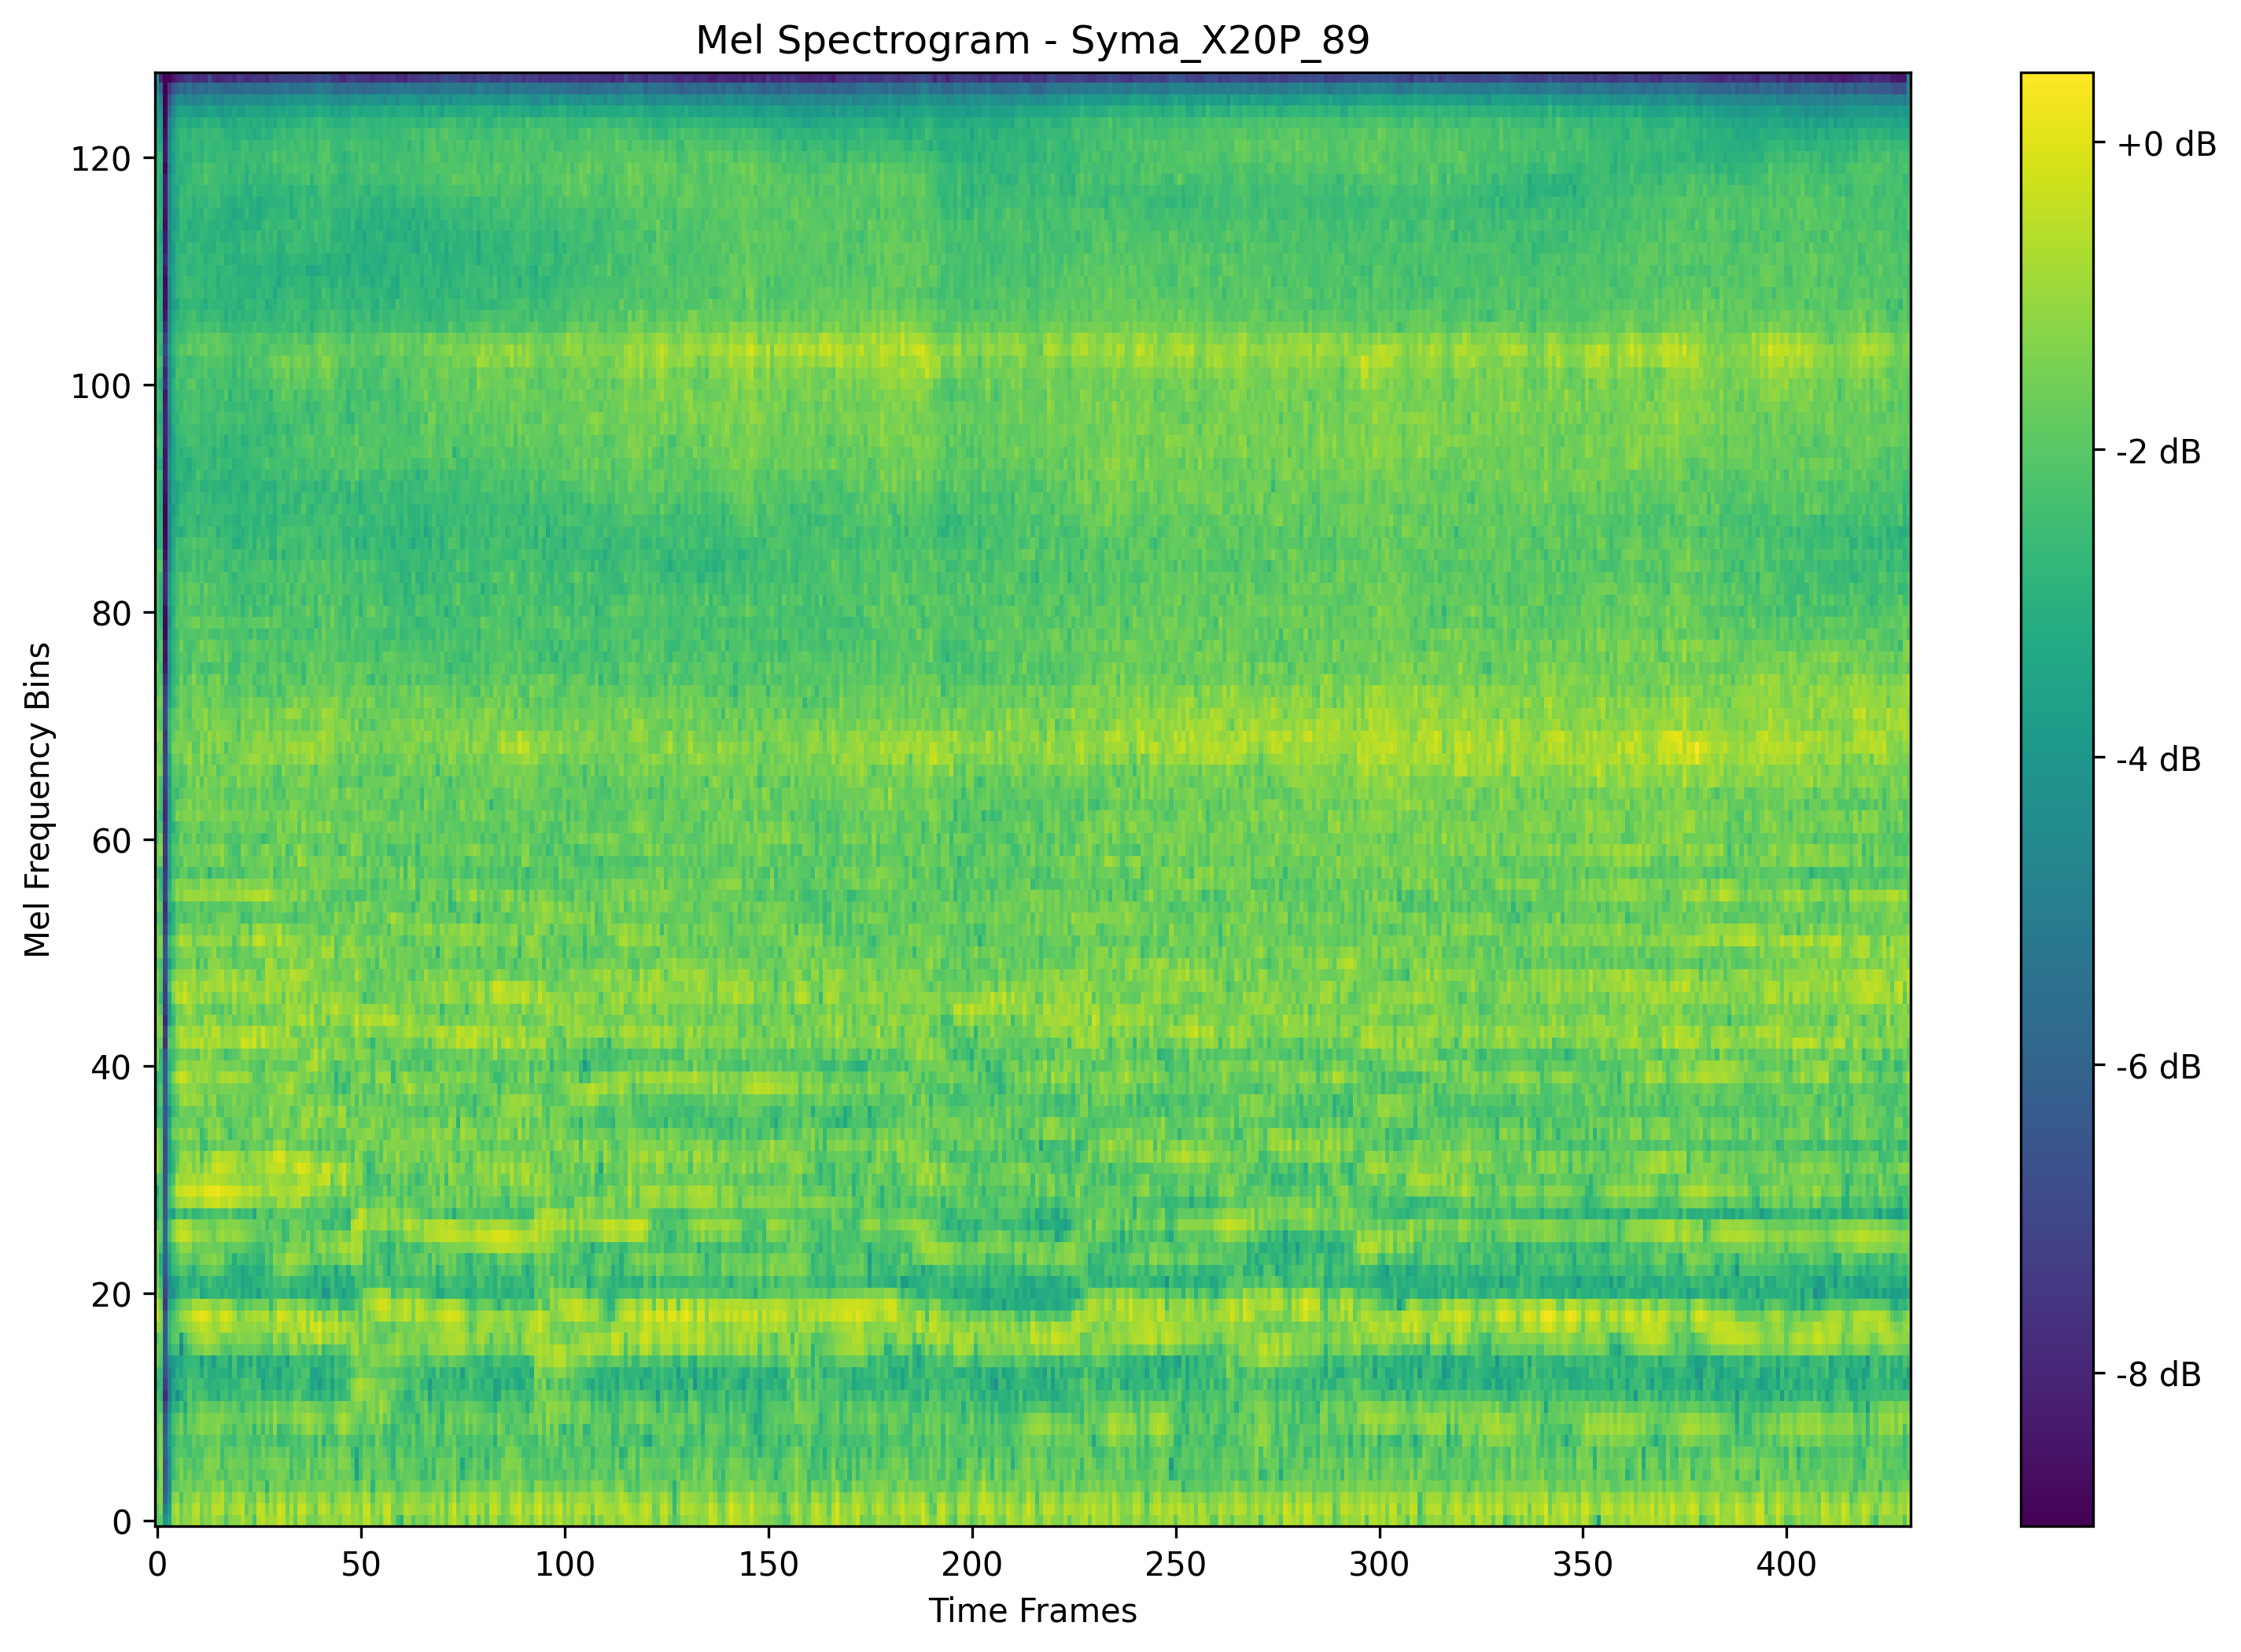 Mel Spectrogram - Syma_X20P_89
Mel Frequency Bins
120
100
80
60
40
20
0
0 50 100 150 200 250 300 350 400
Time Frames
+0 dB
-2 dB
-4 dB
-6 dB
-8 dB